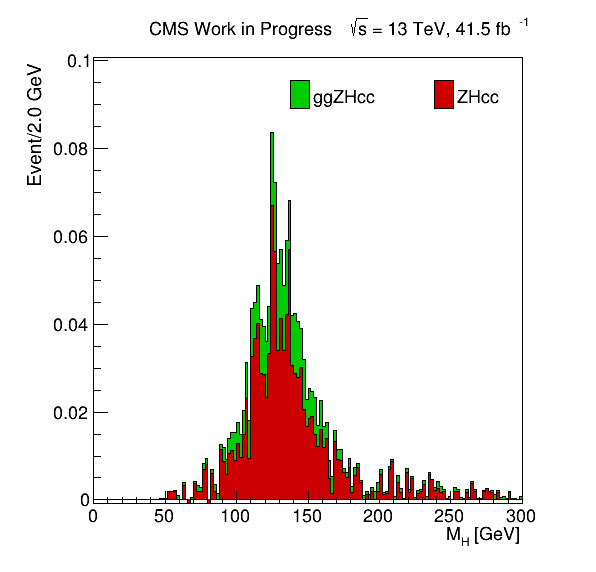 CMS Work in Progress √s = 13 TeV, 41.5 fb⁻¹
Event/2.0 GeV
ggZHcc ZHcc
0.1
0.08
0.06
0.04
0.02
0
0 50 100 150 200 250 300
M_H [GeV]